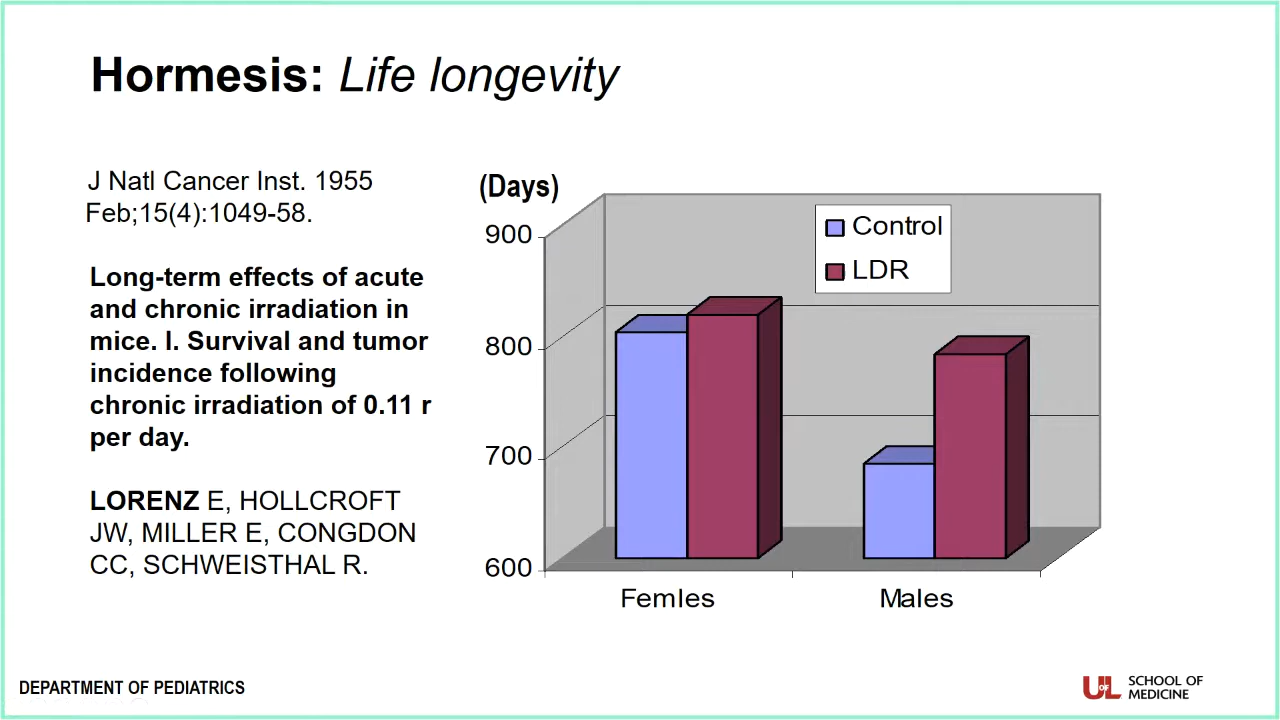 Hormesis: Life longevity
J Natl Cancer Inst. 1955
Feb;15(4):1049-58.
Long-term effects of acute
and chronic irradiation in
mice. I. Survival and tumor
incidence following
chronic irradiation of 0.11 r
per day.
LORENZ E, HOLLCROFT
JW, MILLER E, CONGDON
CC, SCHWEISTHAL R.
(Days)
900
800
700
600
Control
LDR
Femles
Males
DEPARTMENT OF PEDIATRICS
UofL
SCHOOL OF
MEDICINE